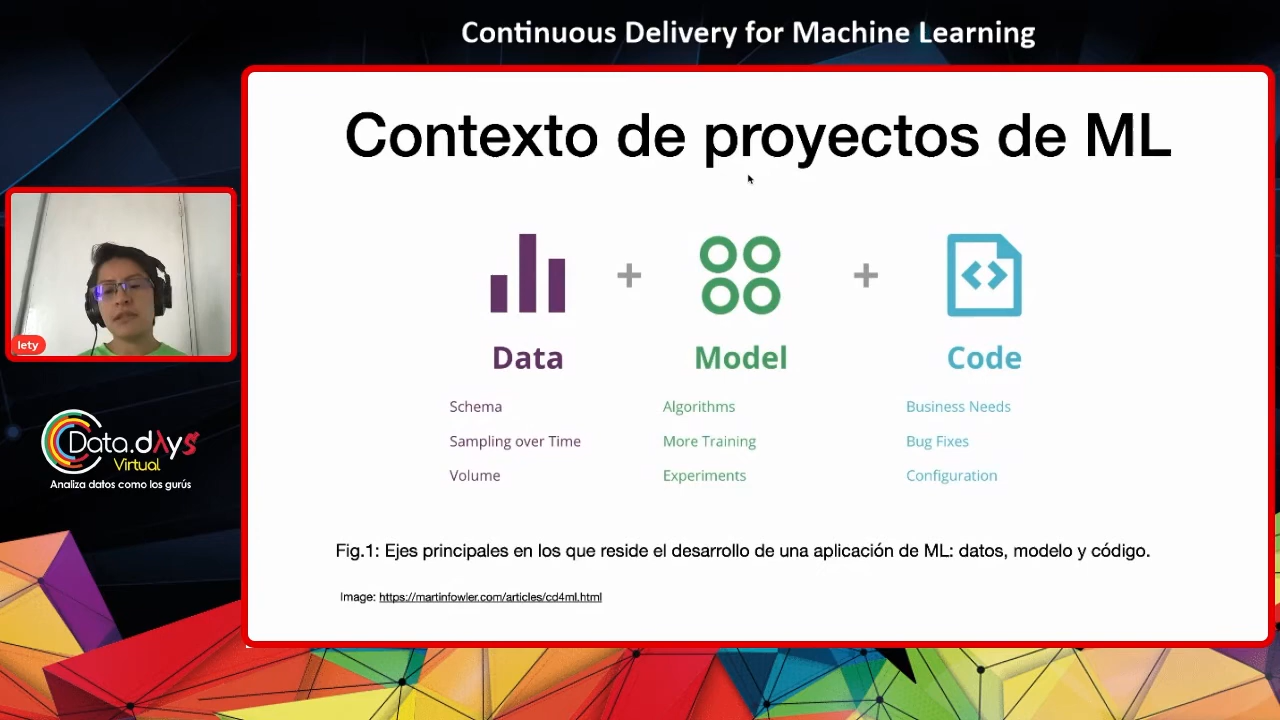 Continuous Delivery for Machine Learning
Contexto de proyectos de ML
Data
Model
Code
Schema
Algorithms
Business Needs
Sampling over Time
More Training
Bug Fixes
Volume
Experiments
Configuration
Fig.1: Ejes principales en los que reside el desarrollo de una aplicación de ML: datos, modelo y código.
Image: https://martinfowler.com/articles/cd4ml.html
lety
Data.dAys
Virtual
Analiza datos como los gurús